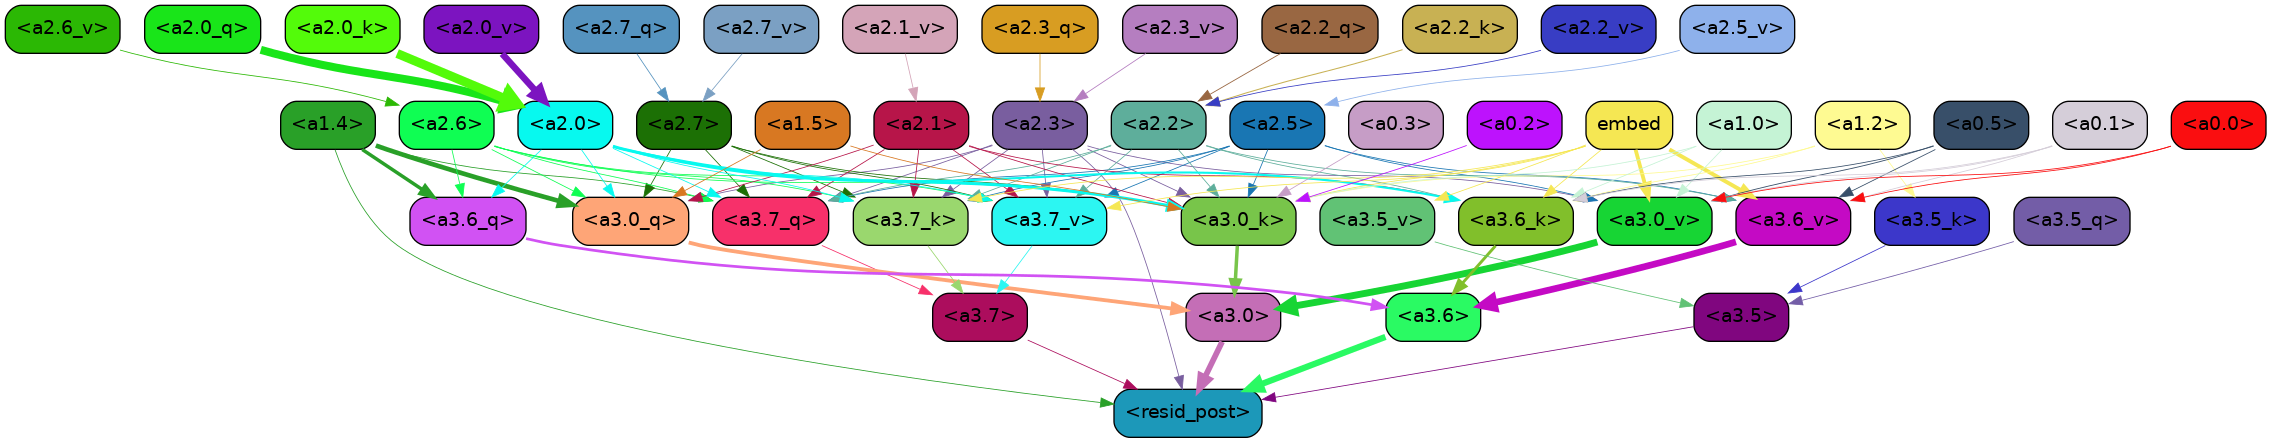 <a2.6_v> <a2.0_q> <a2.0_k> <a2.0_v> <a2.7_q> <a2.7_v> <a2.1_v> <a2.3_q> <a2.3_v> <a2.2_q> <a2.2_k> <a2.2_v> <a2.5_v>
<a1.4> <a2.6> <a2.0> <a2.7> <a1.5> <a2.1> <a2.3> <a2.2> <a2.5> <a0.3> <a0.2> embed <a1.0> <a1.2> <a0.5> <a0.1> <a0.0>
<a3.6_q> <a3.0_q> <a3.7_q> <a3.7_k> <a3.7_v> <a3.0_k> <a3.5_v> <a3.6_k> <a3.0_v> <a3.6_v> <a3.5_k> <a3.5_q>
<a3.7> <a3.0> <a3.6> <a3.5>
<resid_post>